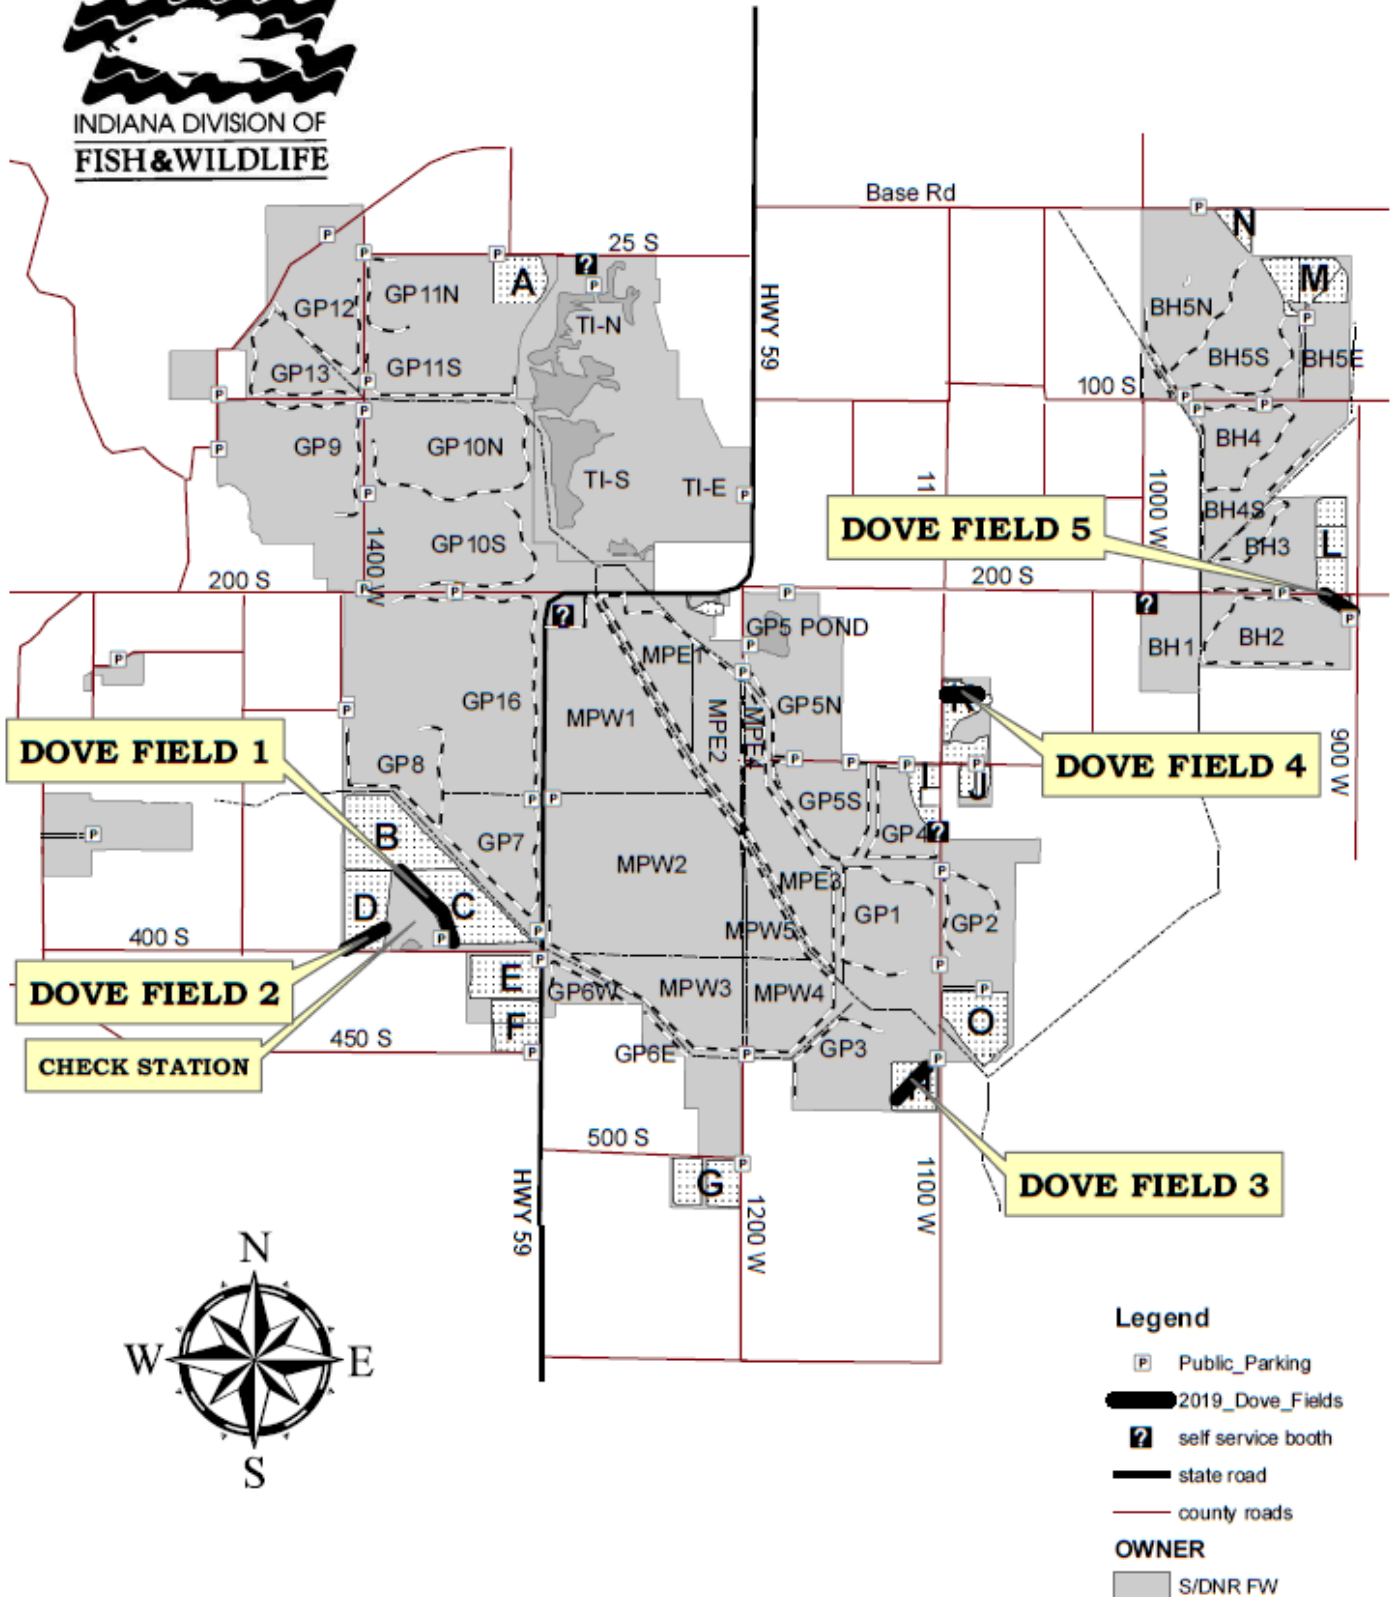 INDIANA DIVISION OF
FISH & WILDLIFE
Base Rd
N
25 S
A
M
GP11N
GP12
TI-N
HWY 59
BH5N
BH5S
BH5E
GP13
GP11S
100 S
GP9
GP10N
BH4
TI-S
TI-E
11
1000 W
BH4S
DOVE FIELD 5
1400 W
GP10S
BH3
L
200 S
200 S
GP5 POND
MPE1
BH1
BH2
GP16
MPW1
MPE2
MPE4
GP5N
DOVE FIELD 1
900 W
GP8
DOVE FIELD 4
I
J
GP5S
B
GP7
GP4
MPW2
MPE3
D
C
GP1
GP2
400 S
MPW5
E
GP6W
MPW3
MPW4
DOVE FIELD 2
F
O
450 S
GP6E
GP3
CHECK STATION
H
500 S
G
HWY 59
1200 W
1100 W
DOVE FIELD 3
N
W
E
S
Legend
P Public_Parking
2019_Dove_Fields
? self service booth
state road
county roads
OWNER
S/DNR FW